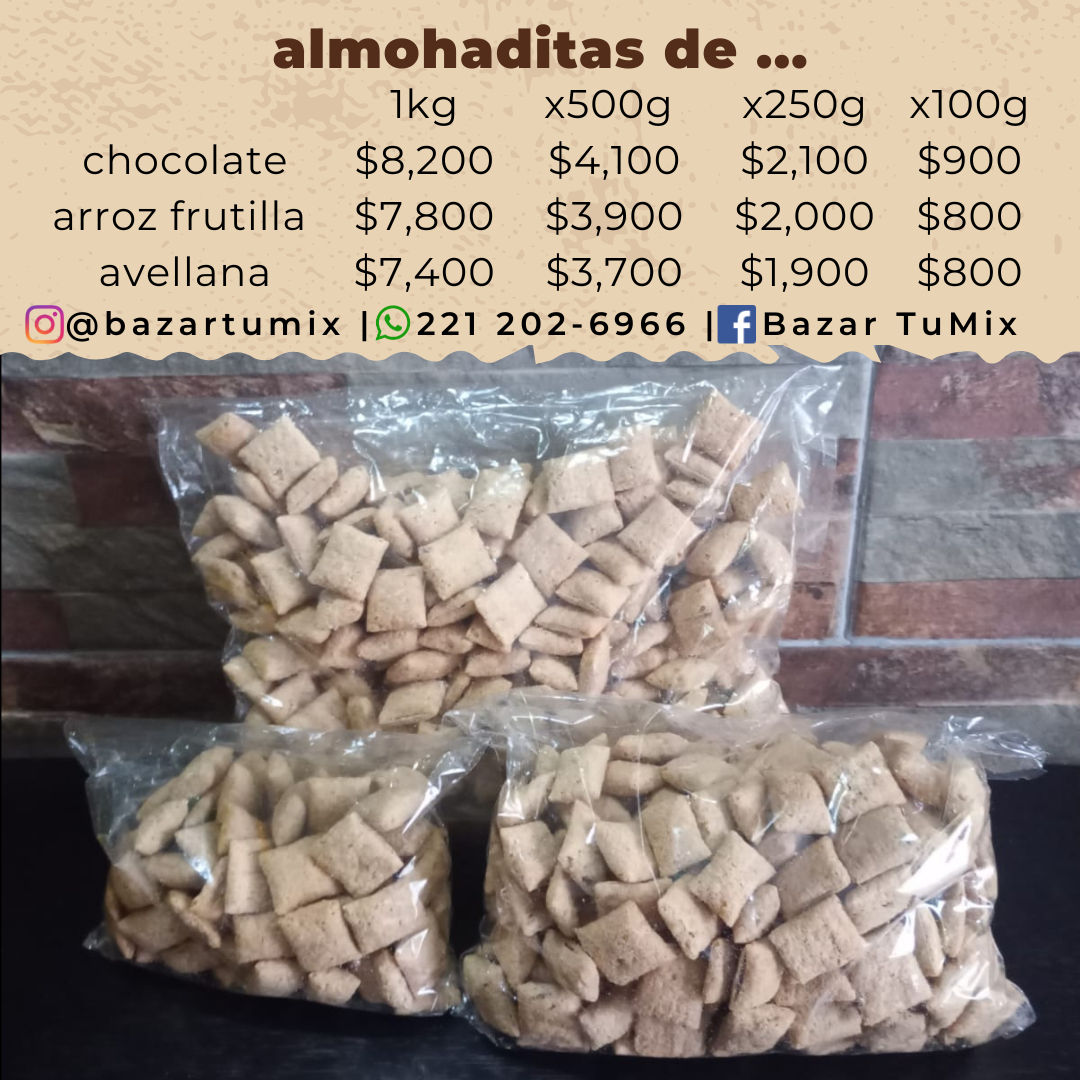 almohaditas de ...
1kg x500g x250g x100g
chocolate $8,200 $4,100 $2,100 $900
arroz frutilla $7,800 $3,900 $2,000 $800
avellana $7,400 $3,700 $1,900 $800
@bazartumix | 221 202-6966 | Bazar TuMix